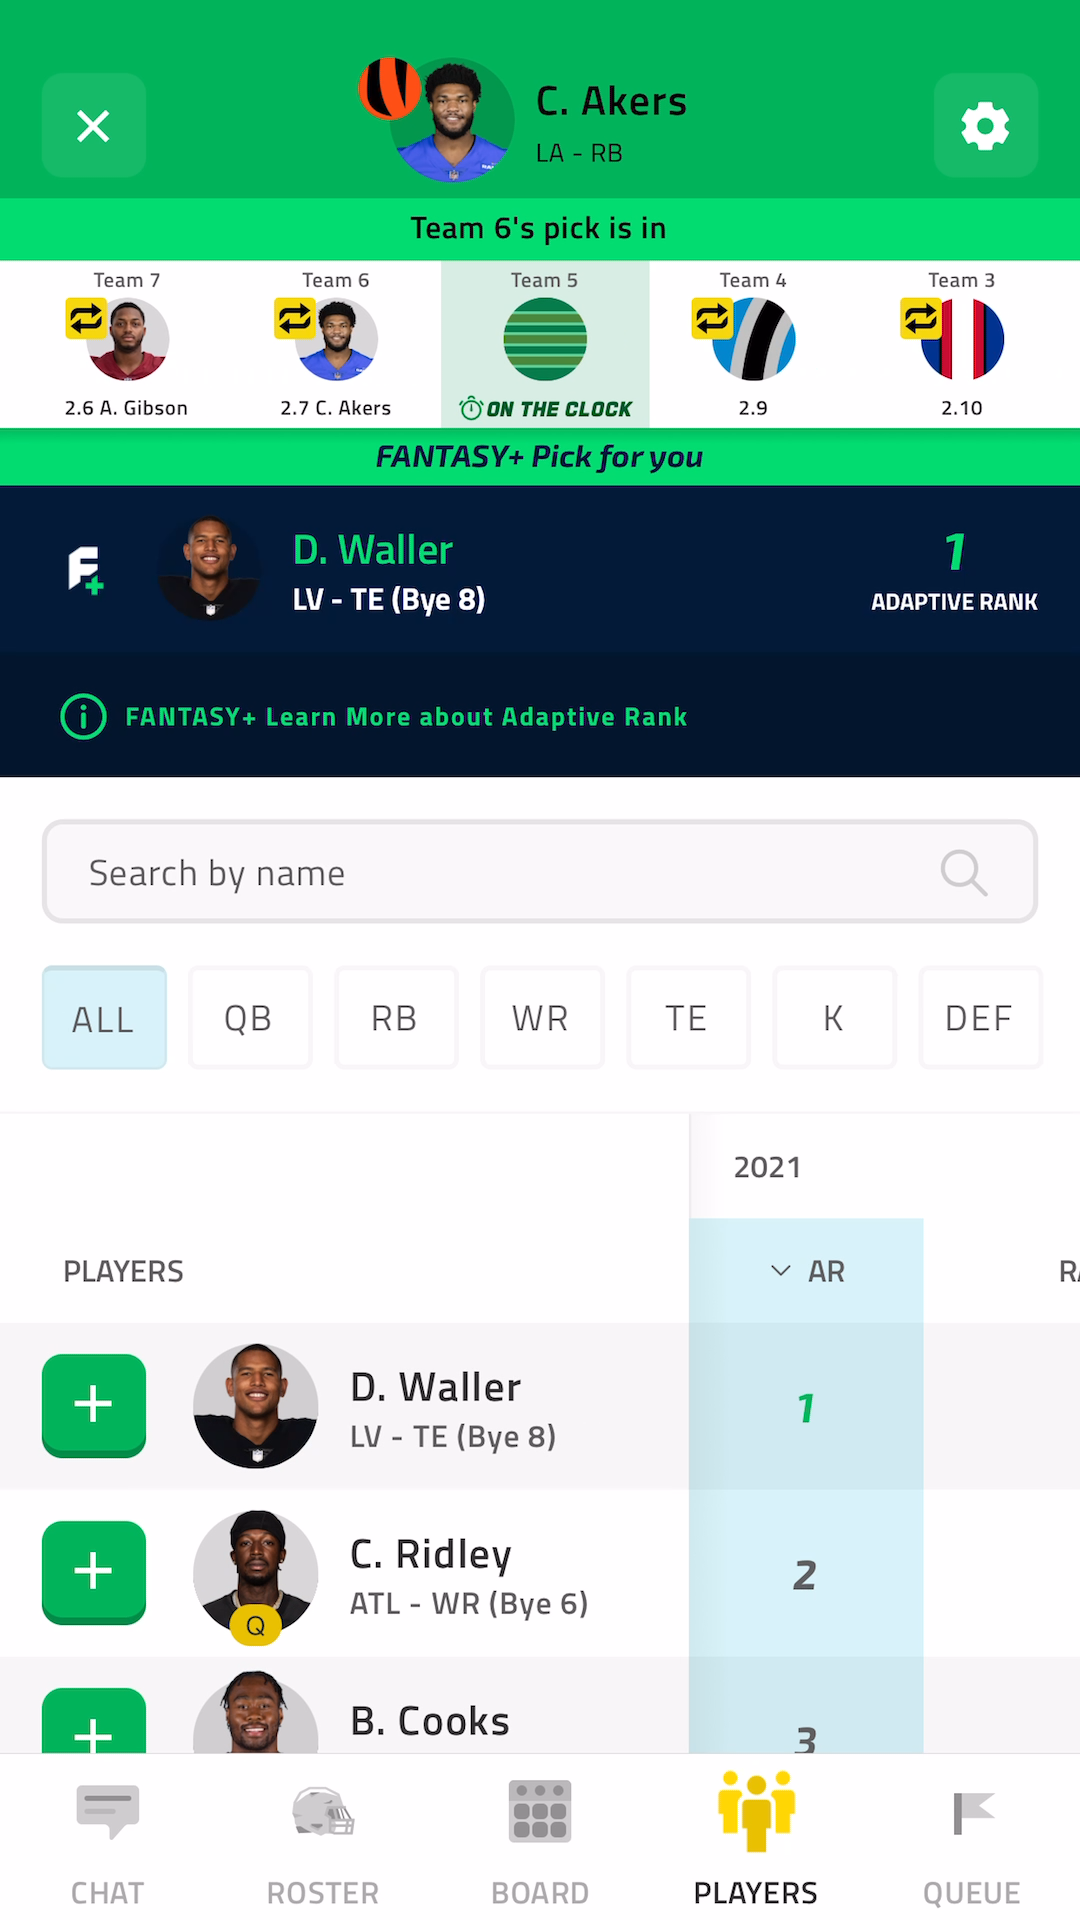 C. Akers
LA - RB
Team 6's pick is in
Team 7
Team 6
Team 5
Team 4
Team 3
2.6 A. Gibson
2.7 C. Akers
ON THE CLOCK
2.9
2.10
FANTASY+ Pick for you
F+
D. Waller
LV - TE (Bye 8)
1
ADAPTIVE RANK
FANTASY+ Learn More about Adaptive Rank
Search by name
ALL
QB
RB
WR
TE
K
DEF
2021
PLAYERS
AR
D. Waller
LV - TE (Bye 8)
1
C. Ridley
ATL - WR (Bye 6)
Q
2
B. Cooks
3
CHAT
ROSTER
BOARD
PLAYERS
QUEUE